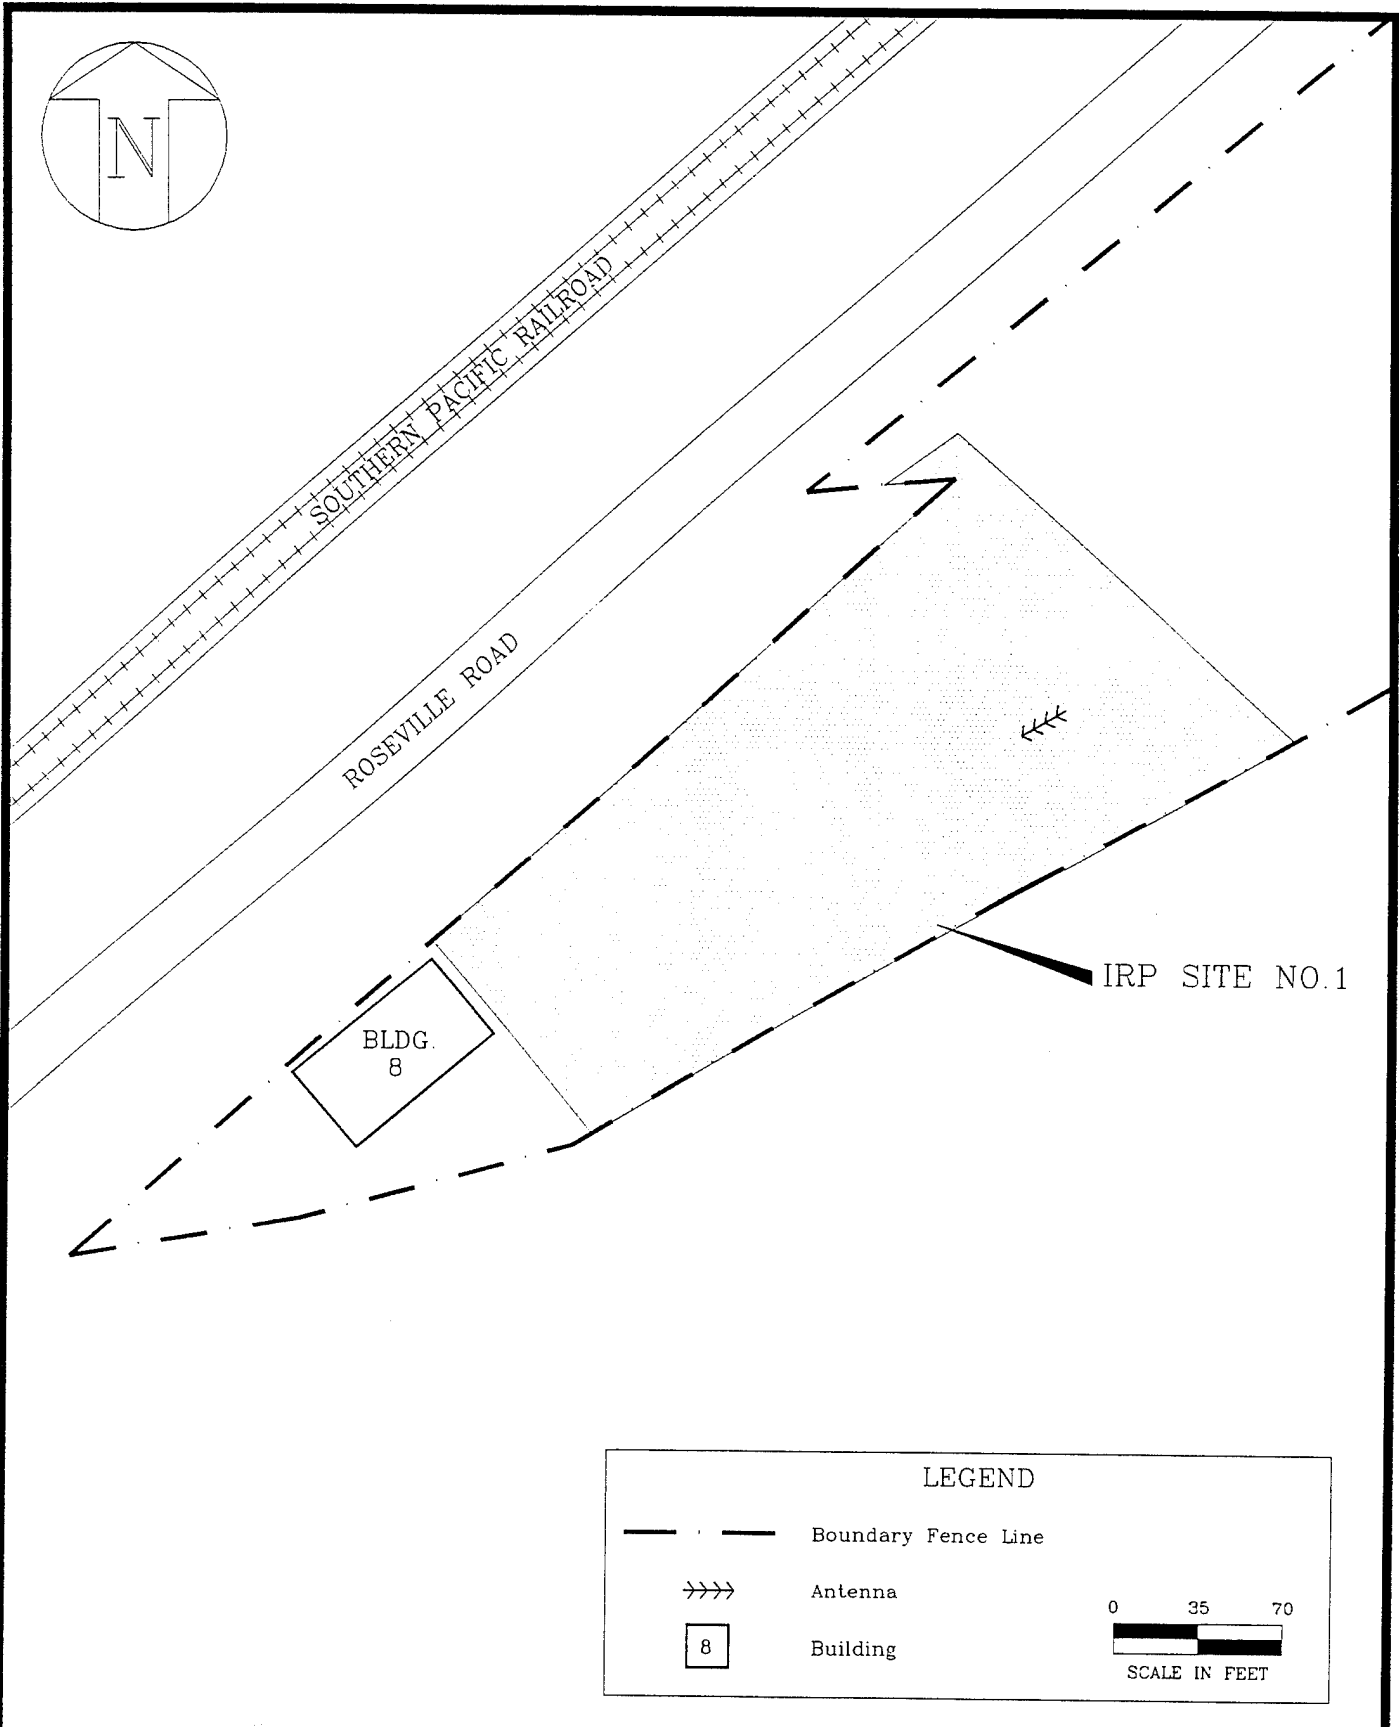 N
SOUTHERN PACIFIC RAILROAD
ROSEVILLE ROAD
IRP SITE NO.1
BLDG.
8
LEGEND
Boundary Fence Line
Antenna
0 35 70
8 Building
SCALE IN FEET